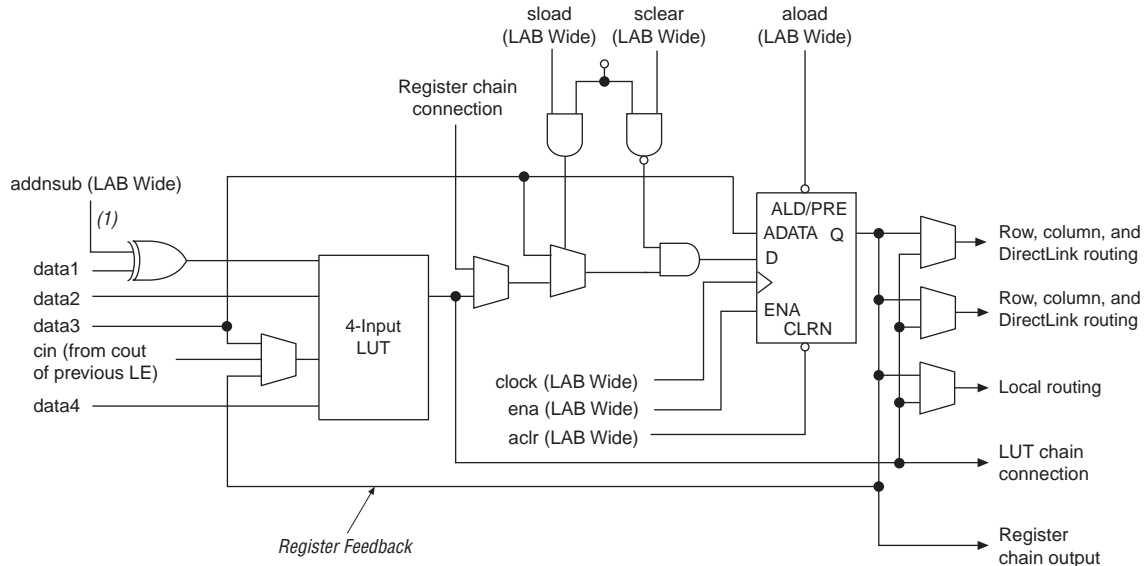 sload
(LAB Wide)
sclear
(LAB Wide)
aload
(LAB Wide)
Register chain
connection
addnsub (LAB Wide)
(1)
data1
data2
data3
cin (from cout
of previous LE)
data4
4-Input
LUT
ALD/PRE
ADATA
Q
D
ENA
CLRN
clock (LAB Wide)
ena (LAB Wide)
aclr (LAB Wide)
Row, column, and
DirectLink routing
Row, column, and
DirectLink routing
Local routing
LUT chain
connection
Register
chain output
Register Feedback